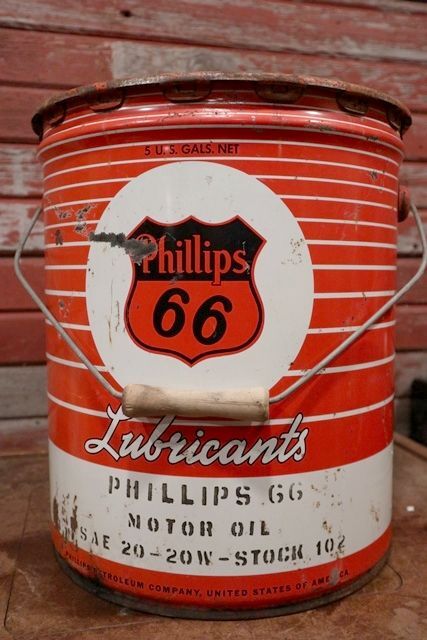 5 U.S. GALS. NET
Phillips
66
Lubricants
PHILLIPS 66
MOTOR OIL
SAE 20-20W-STOCK 102
PHILLIPS PETROLEUM COMPANY, UNITED STATES OF AMERICA